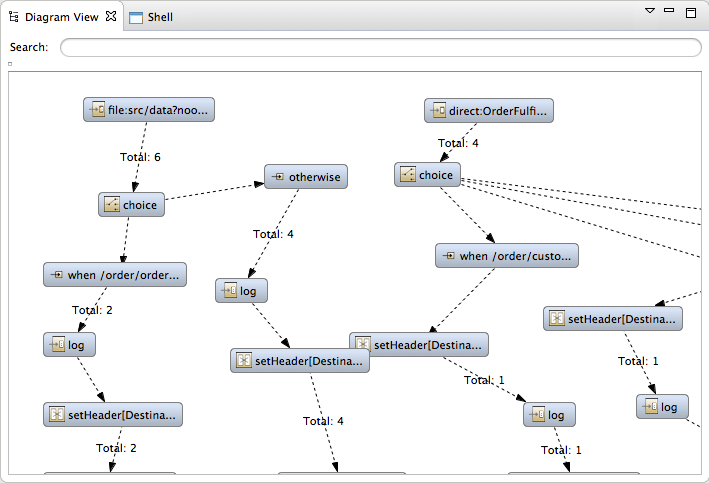 Diagram View
Shell
Search:
file:src/data?noo...
direct:OrderFulfi...
Total: 6
Total: 4
choice
otherwise
choice
Total: 4
when /order/order...
when /order/custo...
log
Total: 2
setHeader[Destina...
log
setHeader[Destina...
setHeader[Destina...
Total: 1
Total: 1
log
setHeader[Destina...
log
Total: 4
Total: 2
Total: 1